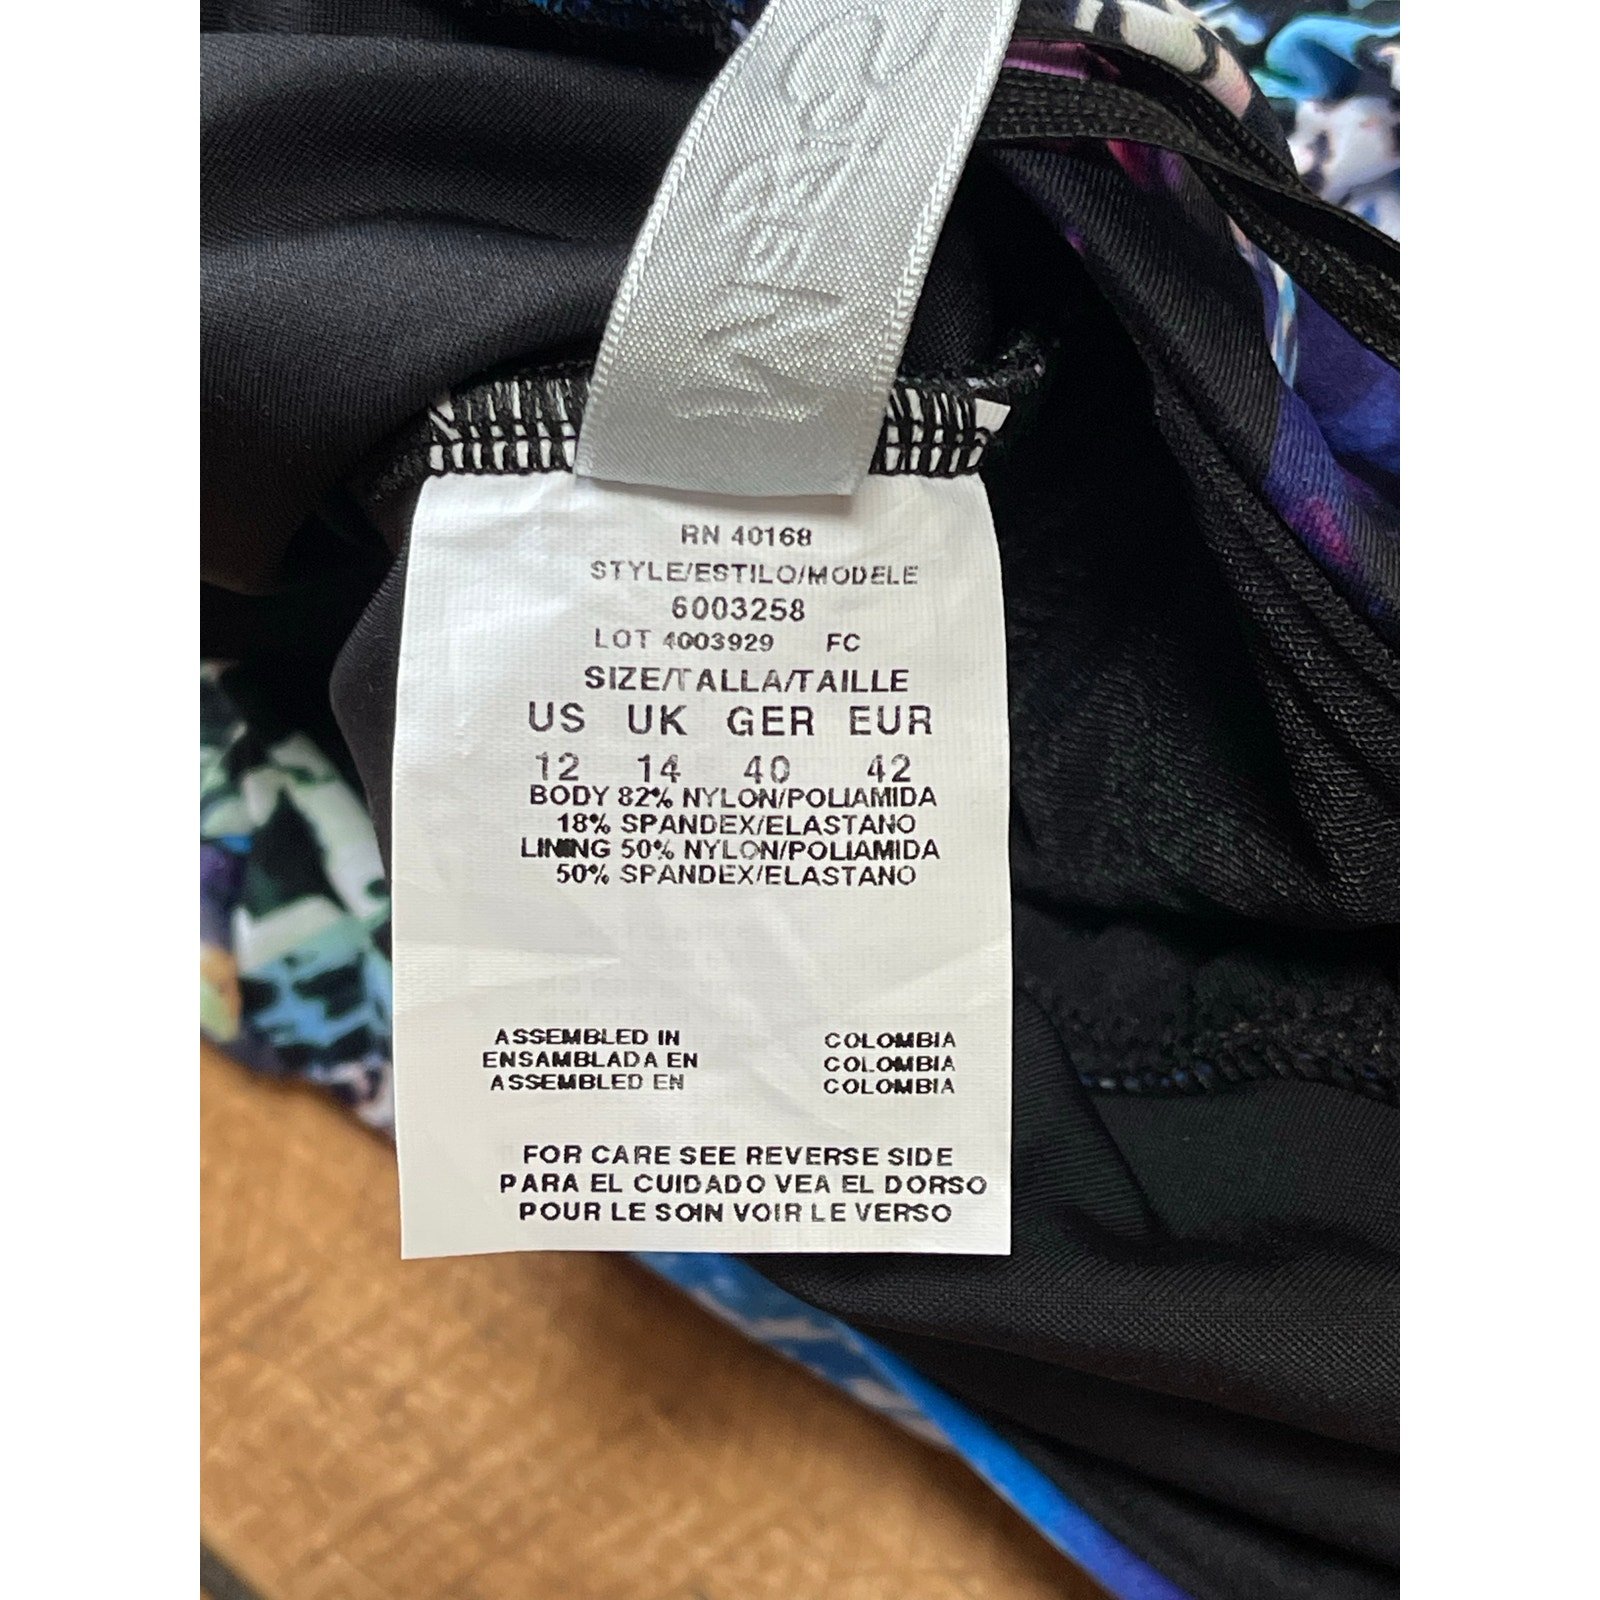 RN 40168
STYLE/ESTILO/MODELE
6003258
LOT 4003929 FC
SIZE/TALLA/TAILLE
US UK GER EUR
12 14 40 42
BODY 82% NYLON/POLIAMIDA
18% SPANDEX/ELASTANO
LINING 50% NYLON/POLIAMIDA
50% SPANDEX/ELASTANO
ASSEMBLED IN COLOMBIA
ENSAMBLADA EN COLOMBIA
ASSEMBLED EN COLOMBIA
FOR CARE SEE REVERSE SIDE
PARA EL CUIDADO VEA EL DORSO
POUR LE SOIN VOIR LE VERSO